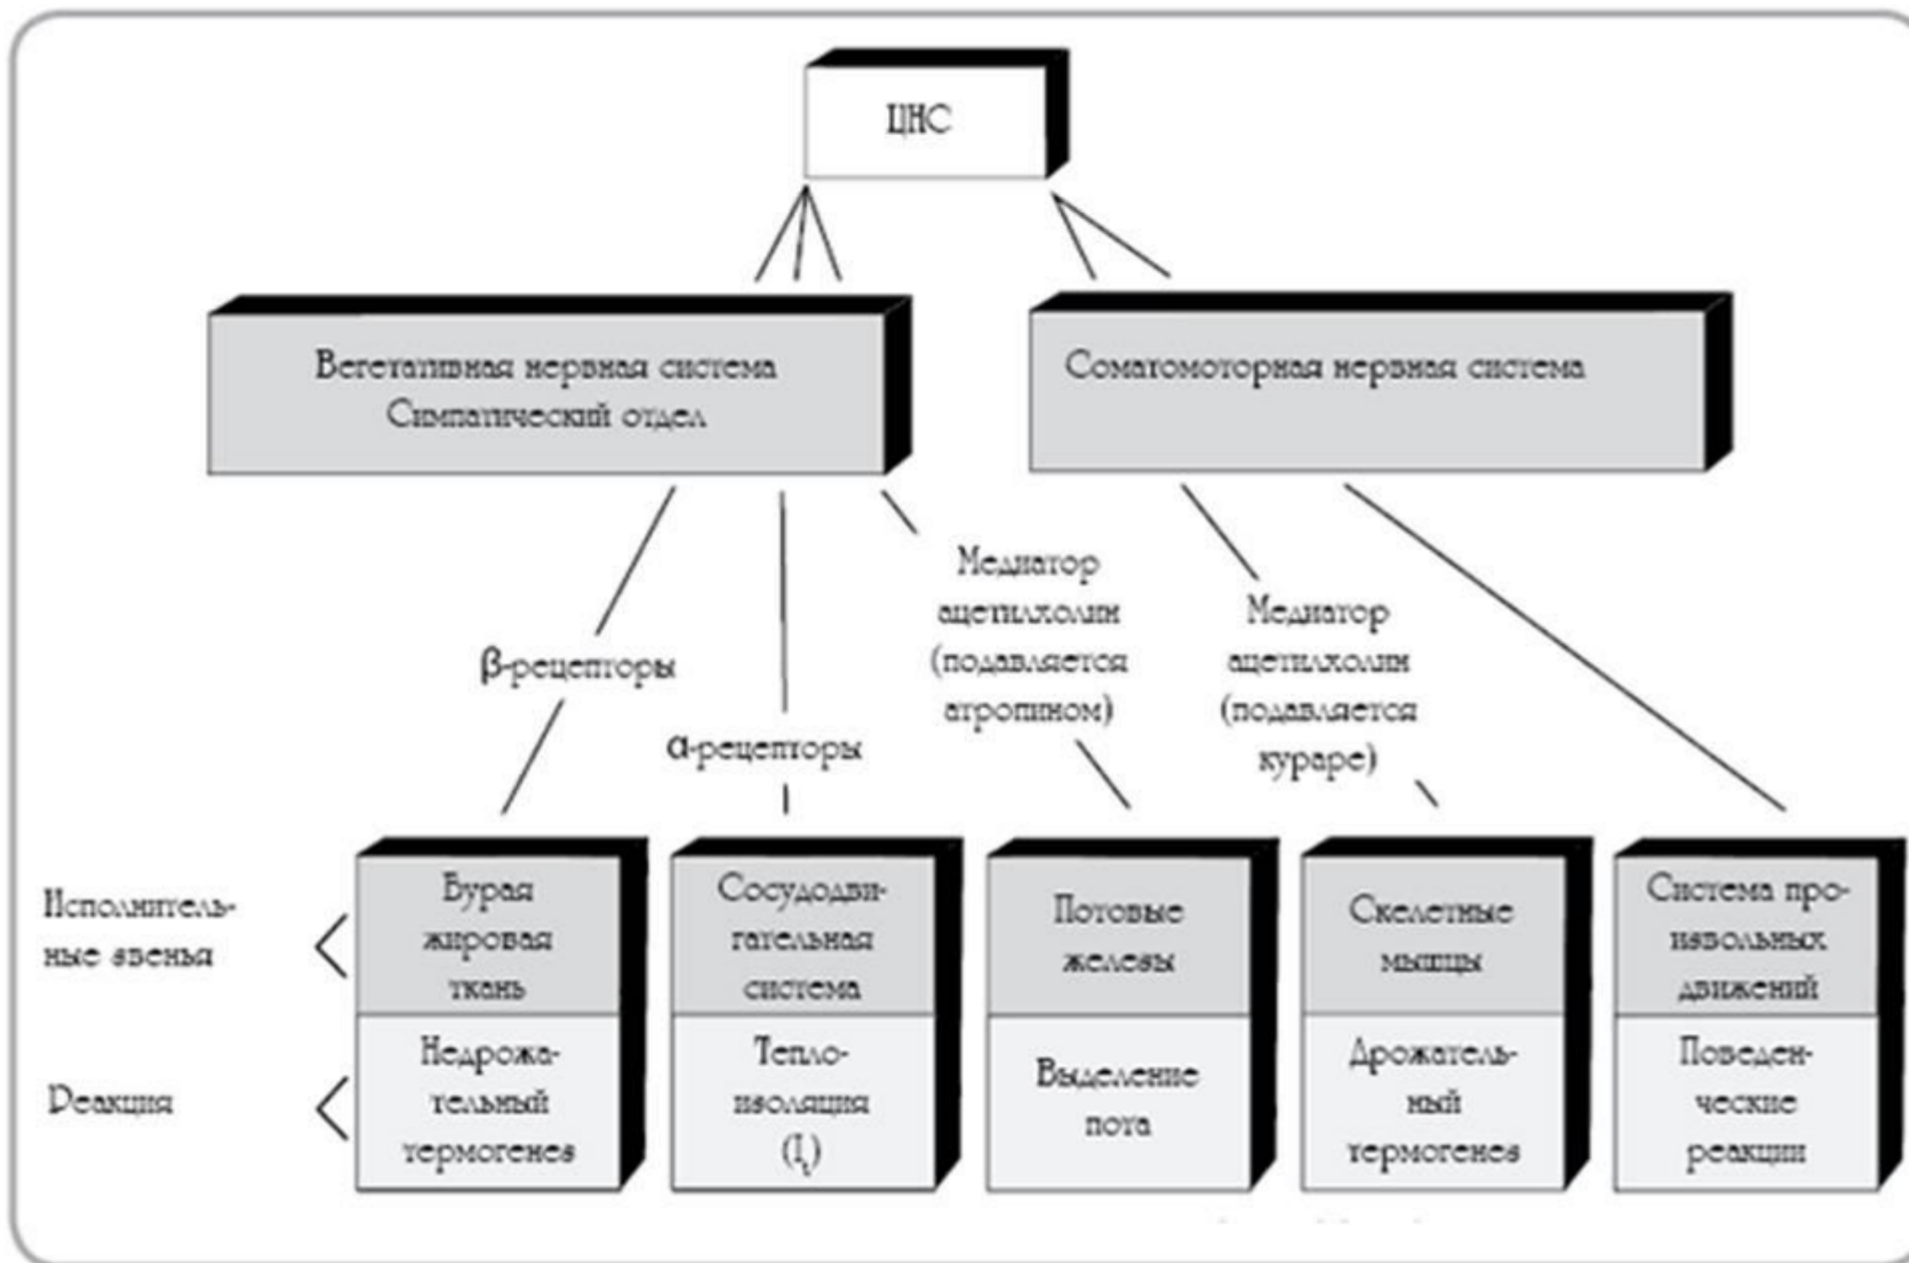 ЦНС
Вегетативная нервная система
Симпатический отдел
Соматомоторная нервная система
β-рецепторы
α-рецепторы
Медиатор
ацетилхолин
(подавляется
атропином)
Медиатор
ацетилхолин
(подавляется
кураре)
Исполнитель-
ные звенья
Бурая
жировая
ткань
Сосудодви-
гательная
система
Потовые
железы
Скелетные
мышцы
Система про-
извольных
движений
Реакция
Недрожа-
тельный
термогенез
Тепло-
изоляция
(Iₜ)
Выделение
пота
Дрожатель-
ный
термогенез
Поведен-
ческие
реакции